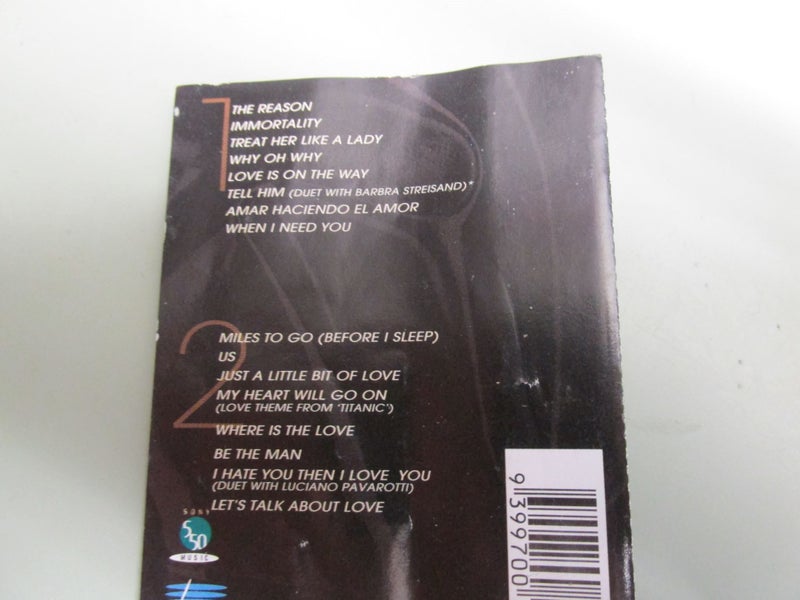 1
THE REASON
IMMORTALITY
TREAT HER LIKE A LADY
WHY OH WHY
LOVE IS ON THE WAY
TELL HIM (DUET WITH BARBRA STREISAND)*
AMAR HACIENDO EL AMOR
WHEN I NEED YOU
2
MILES TO GO (BEFORE I SLEEP)
US
JUST A LITTLE BIT OF LOVE
MY HEART WILL GO ON
(LOVE THEME FROM 'TITANIC')
WHERE IS THE LOVE
BE THE MAN
I HATE YOU THEN I LOVE YOU
(DUET WITH LUCIANO PAVAROTTI)
LET'S TALK ABOUT LOVE
SONY
550
MUSIC
9 399700